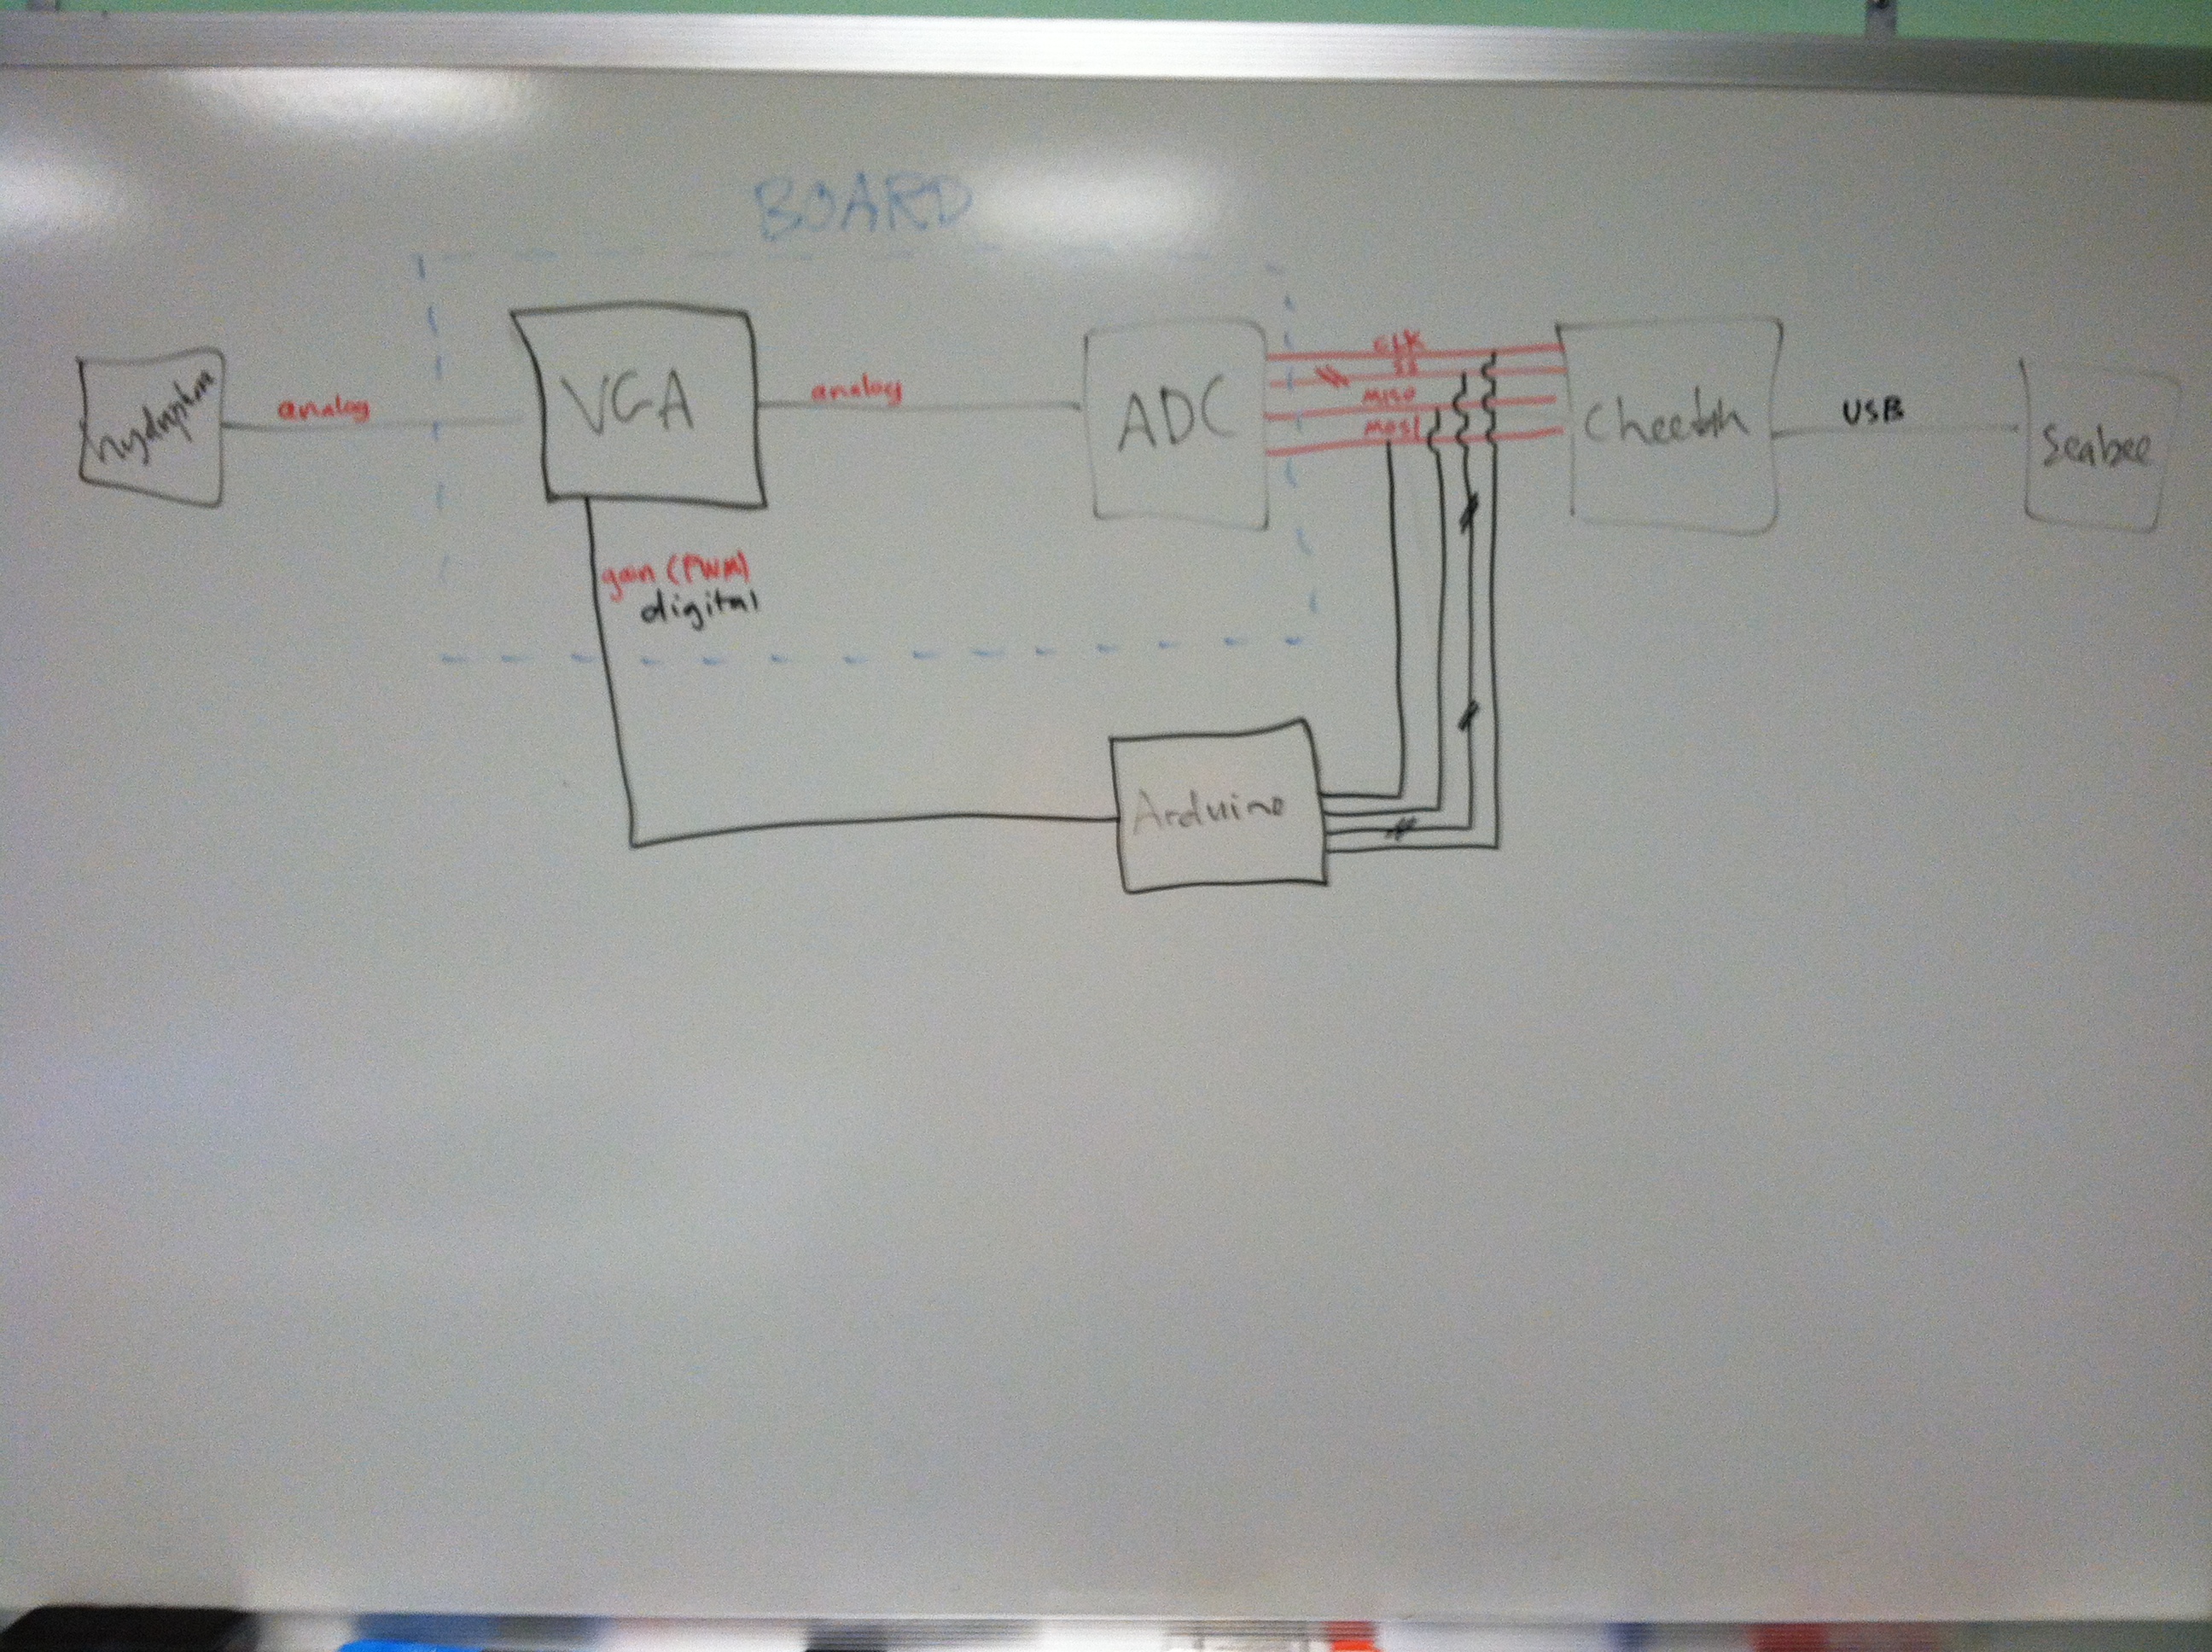 BOARD
hydrophone
analog
VGA
analog
ADC
CLK
SS
MISO
MOSI
Cheetah
USB
Seabee
gain (PWM)
digital
Arduino